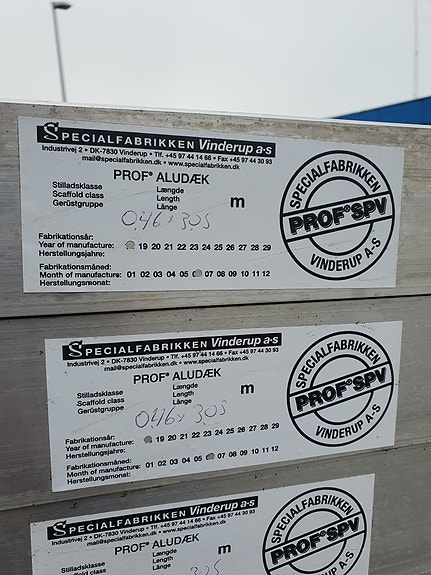 SPECIALFABRIKKEN Vinderup a-s
Industrivej 2 • DK-7830 Vinderup • Tlf. +45 97 44 14 66 • Fax +45 97 44 30 93
mail@specialfabrikken.dk • www.specialfabrikken.dk
PROF® ALUDÆK
Stilladsklasse Længde
Scaffold class Length m
Gerüstgruppe Länge
0,46x 3,05
Fabrikationsår:
Year of manufacture: 19 20 21 22 23 24 25 26 27 28 29
Herstellungsjahre:
Fabrikationsmåned:
Month of manufacture: 01 02 03 04 05 07 08 09 10 11 12
Herstellungsmonat:
SPECIALFABRIKKEN
PROF®SPV
VINDERUP A-S
SPECIALFABRIKKEN Vinderup a-s
Industrivej 2 • DK-7830 Vinderup • Tlf. +45 97 44 14 66 • Fax +45 97 44 30 93
mail@specialfabrikken.dk • www.specialfabrikken.dk
PROF® ALUDÆK
Stilladsklasse Længde
Scaffold class Length m
Gerüstgruppe Länge
0,46x 3,05
Fabrikationsår:
Year of manufacture: 19 20 21 22 23 24 25 26 27 28 29
Herstellungsjahre:
Fabrikationsmåned:
Month of manufacture: 01 02 03 04 05 07 08 09 10 11 12
Herstellungsmonat:
SPECIALFABRIKKEN
PROF®SPV
VINDERUP A-S
SPECIALFABRIKKEN Vinderup a-s
Industrivej 2 • DK-7830 Vinderup • Tlf. +45 97 44 14 66 • Fax +45 97 44 30 93
mail@specialfabrikken.dk • www.specialfabrikken.dk
PROF® ALUDÆK
Stilladsklasse Længde
Scaffold class Length m
Gerüstgruppe Länge
SPECIALFABRIKKEN
PROF®SPV